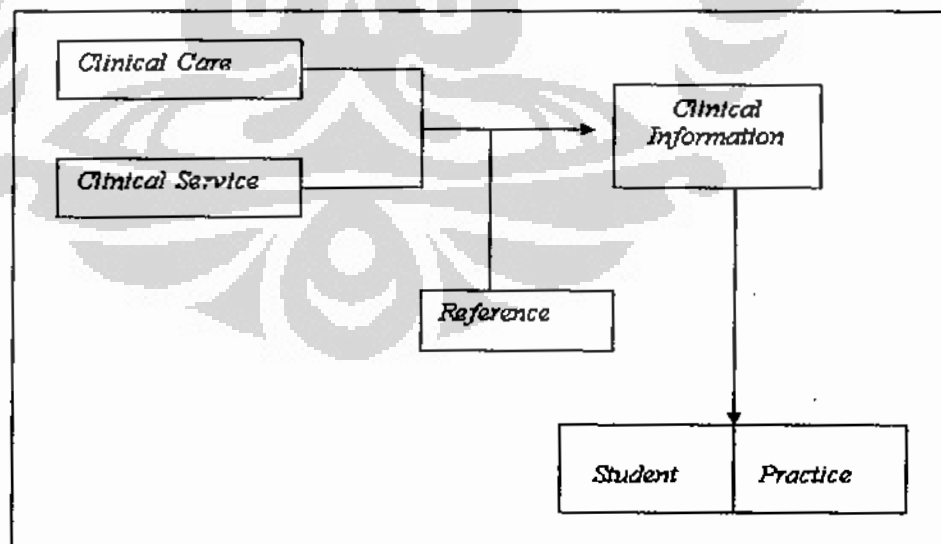 Clinical Care
Clinical Service
Clinical
Information
Reference
Student
Practice